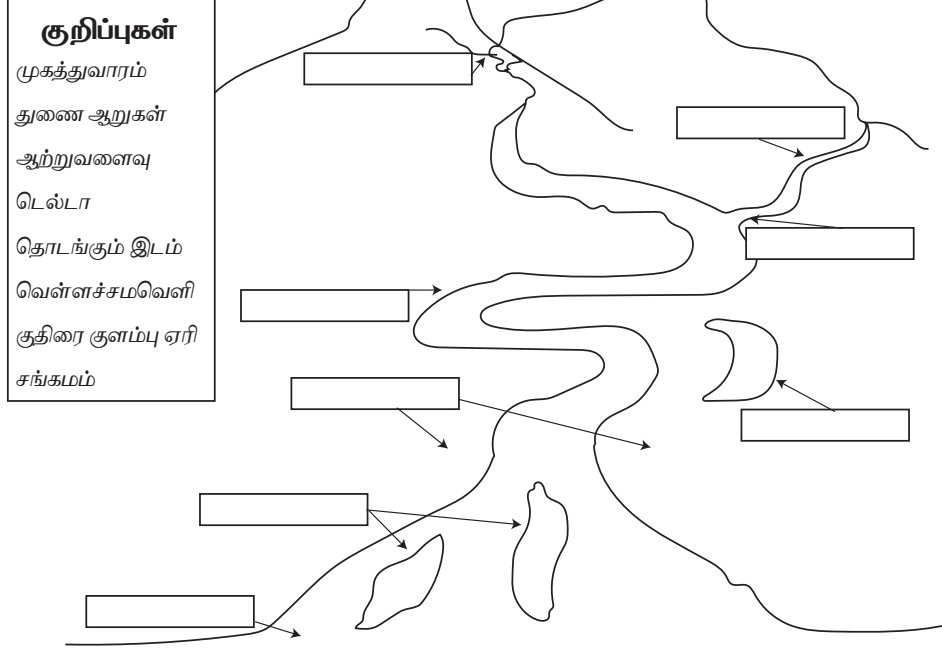 குறிப்புகள்
முகத்துவாரம்
துணை ஆறுகள்
ஆற்றுவளைவு
டெல்டா
தொடங்கும் இடம்
வெள்ளச்சமவெளி
குதிரை குளம்பு ஏரி
சங்கமம்